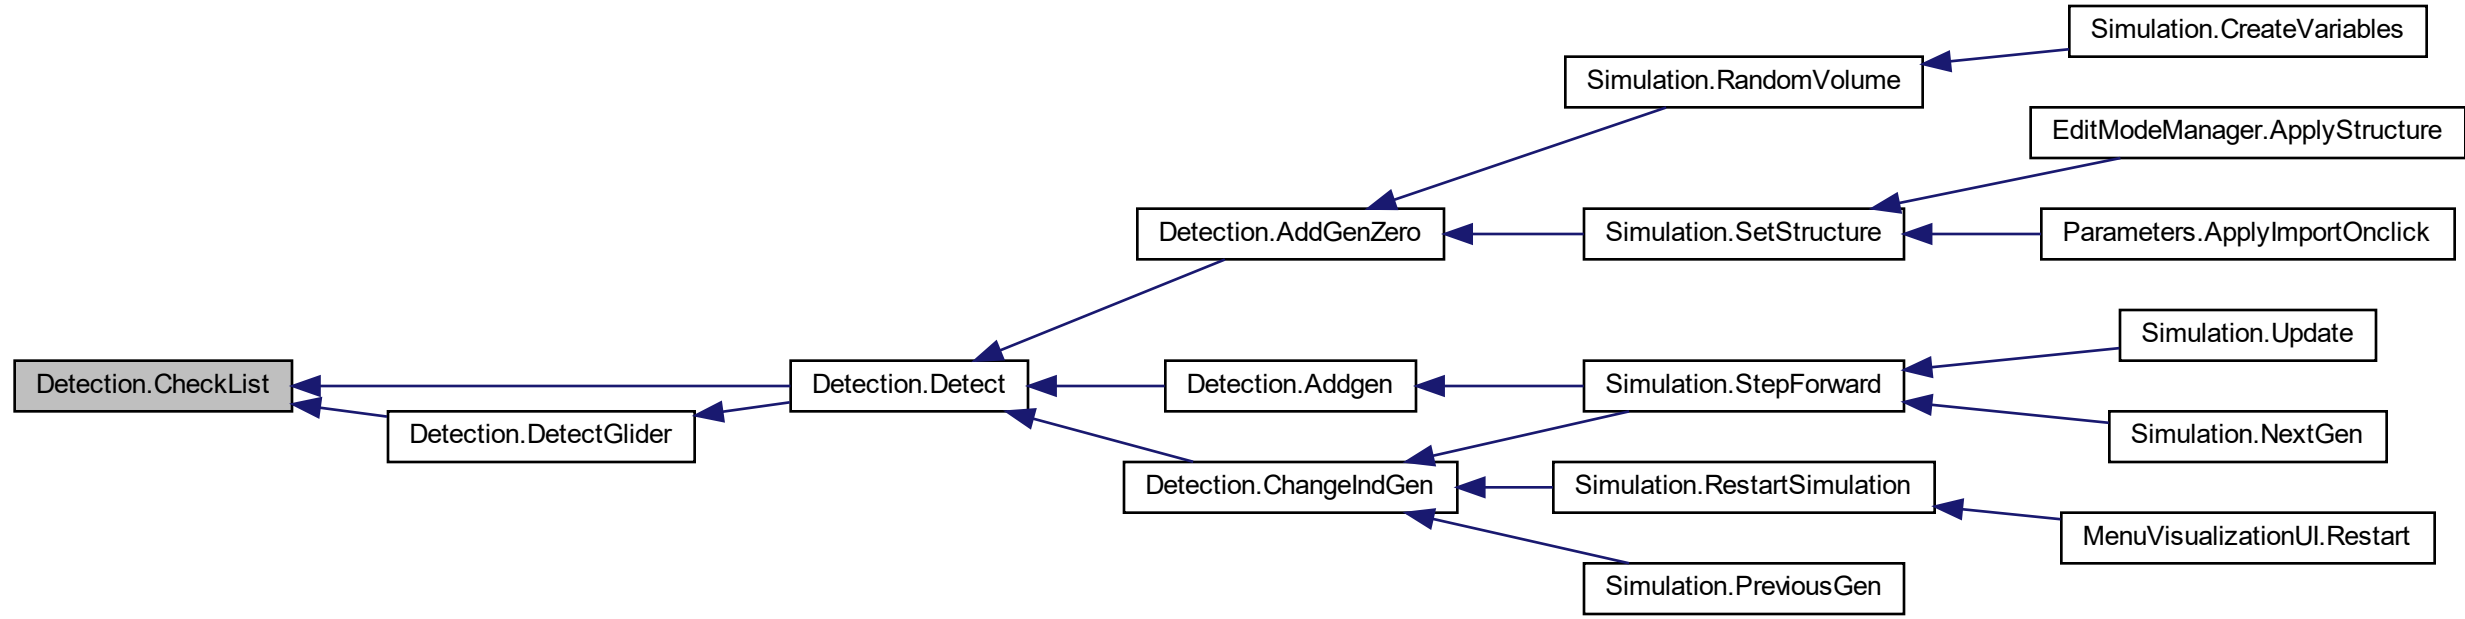 Simulation.CreateVariables
Simulation.RandomVolume
EditModeManager.ApplyStructure
Detection.AddGenZero
Simulation.SetStructure
Parameters.ApplyImportOnclick
Simulation.Update
Detection.CheckList
Detection.Detect
Detection.Addgen
Simulation.StepForward
Detection.DetectGlider
Simulation.NextGen
Detection.ChangeIndGen
Simulation.RestartSimulation
MenuVisualizationUI.Restart
Simulation.PreviousGen